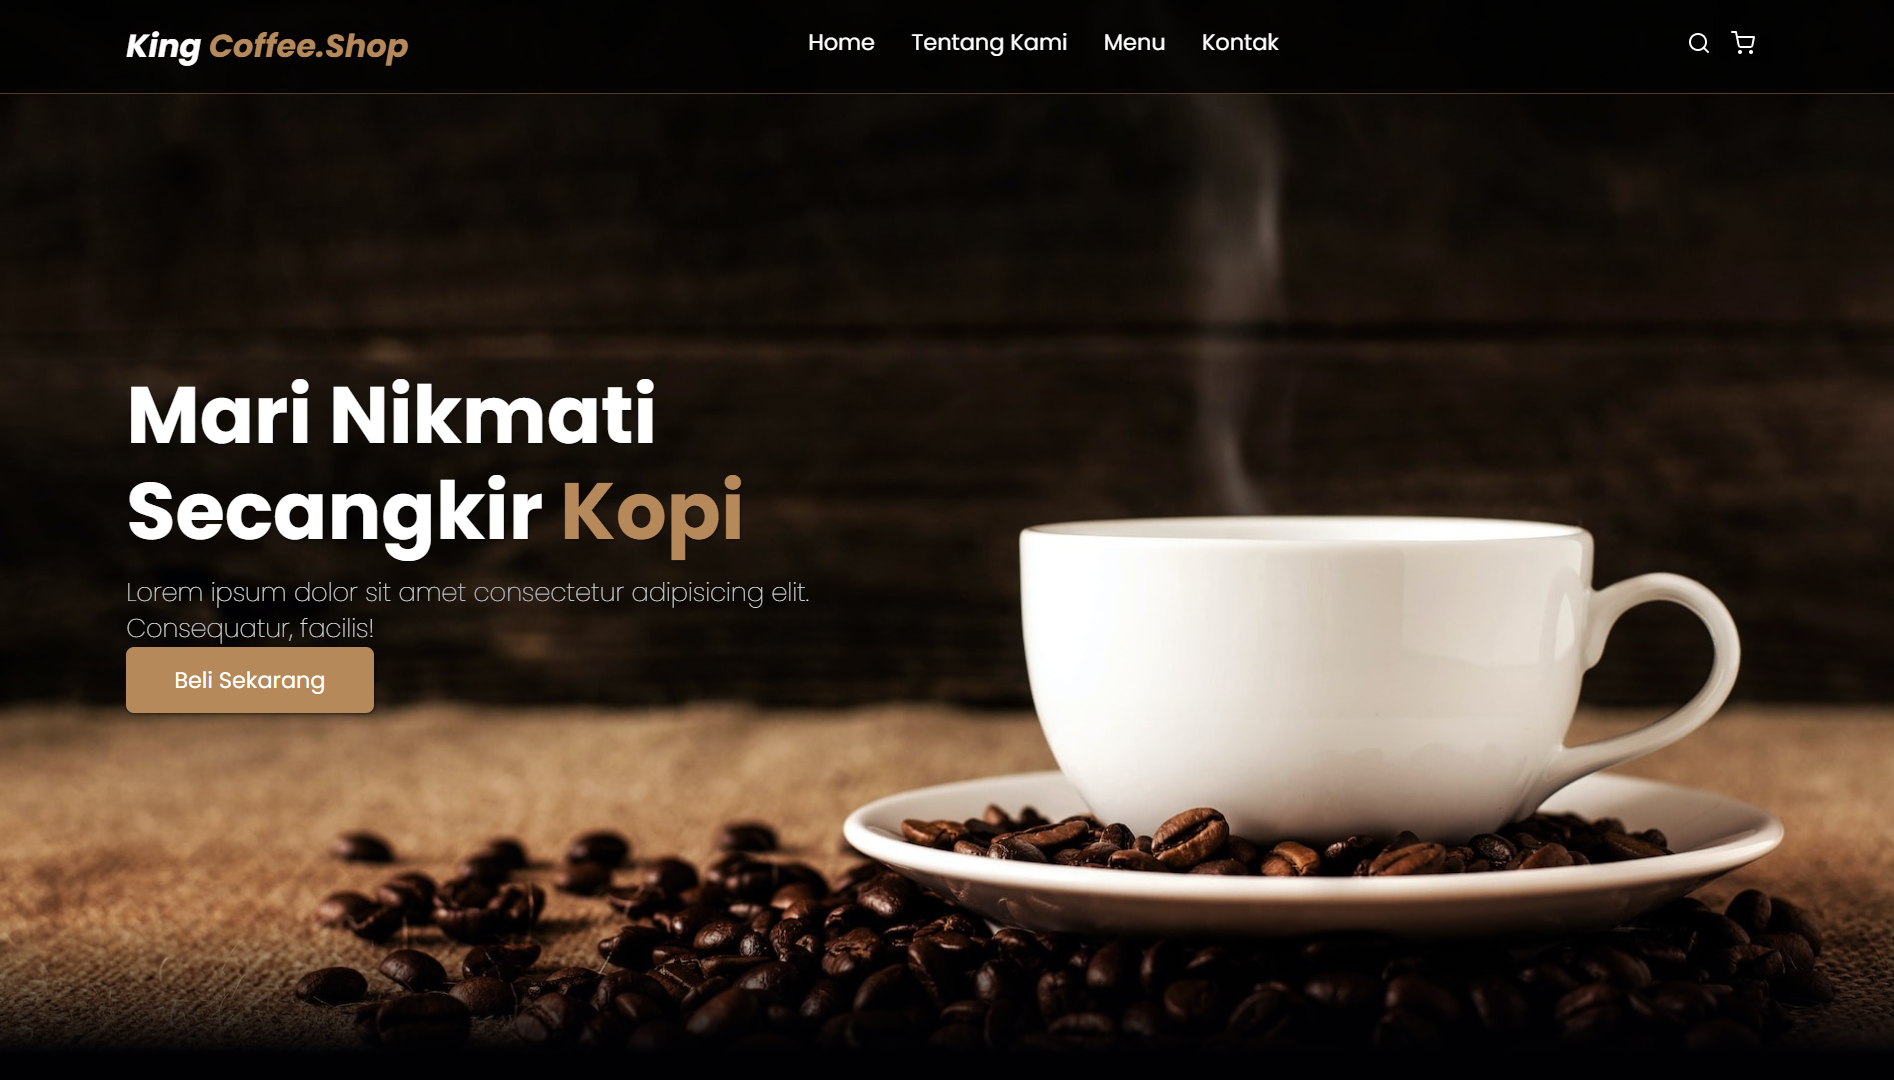 King Coffee.Shop
Home
Tentang Kami
Menu
Kontak
Mari Nikmati
Secangkir Kopi
Lorem ipsum dolor sit amet consectetur adipisicing elit.
Consequatur, facilis!
Beli Sekarang